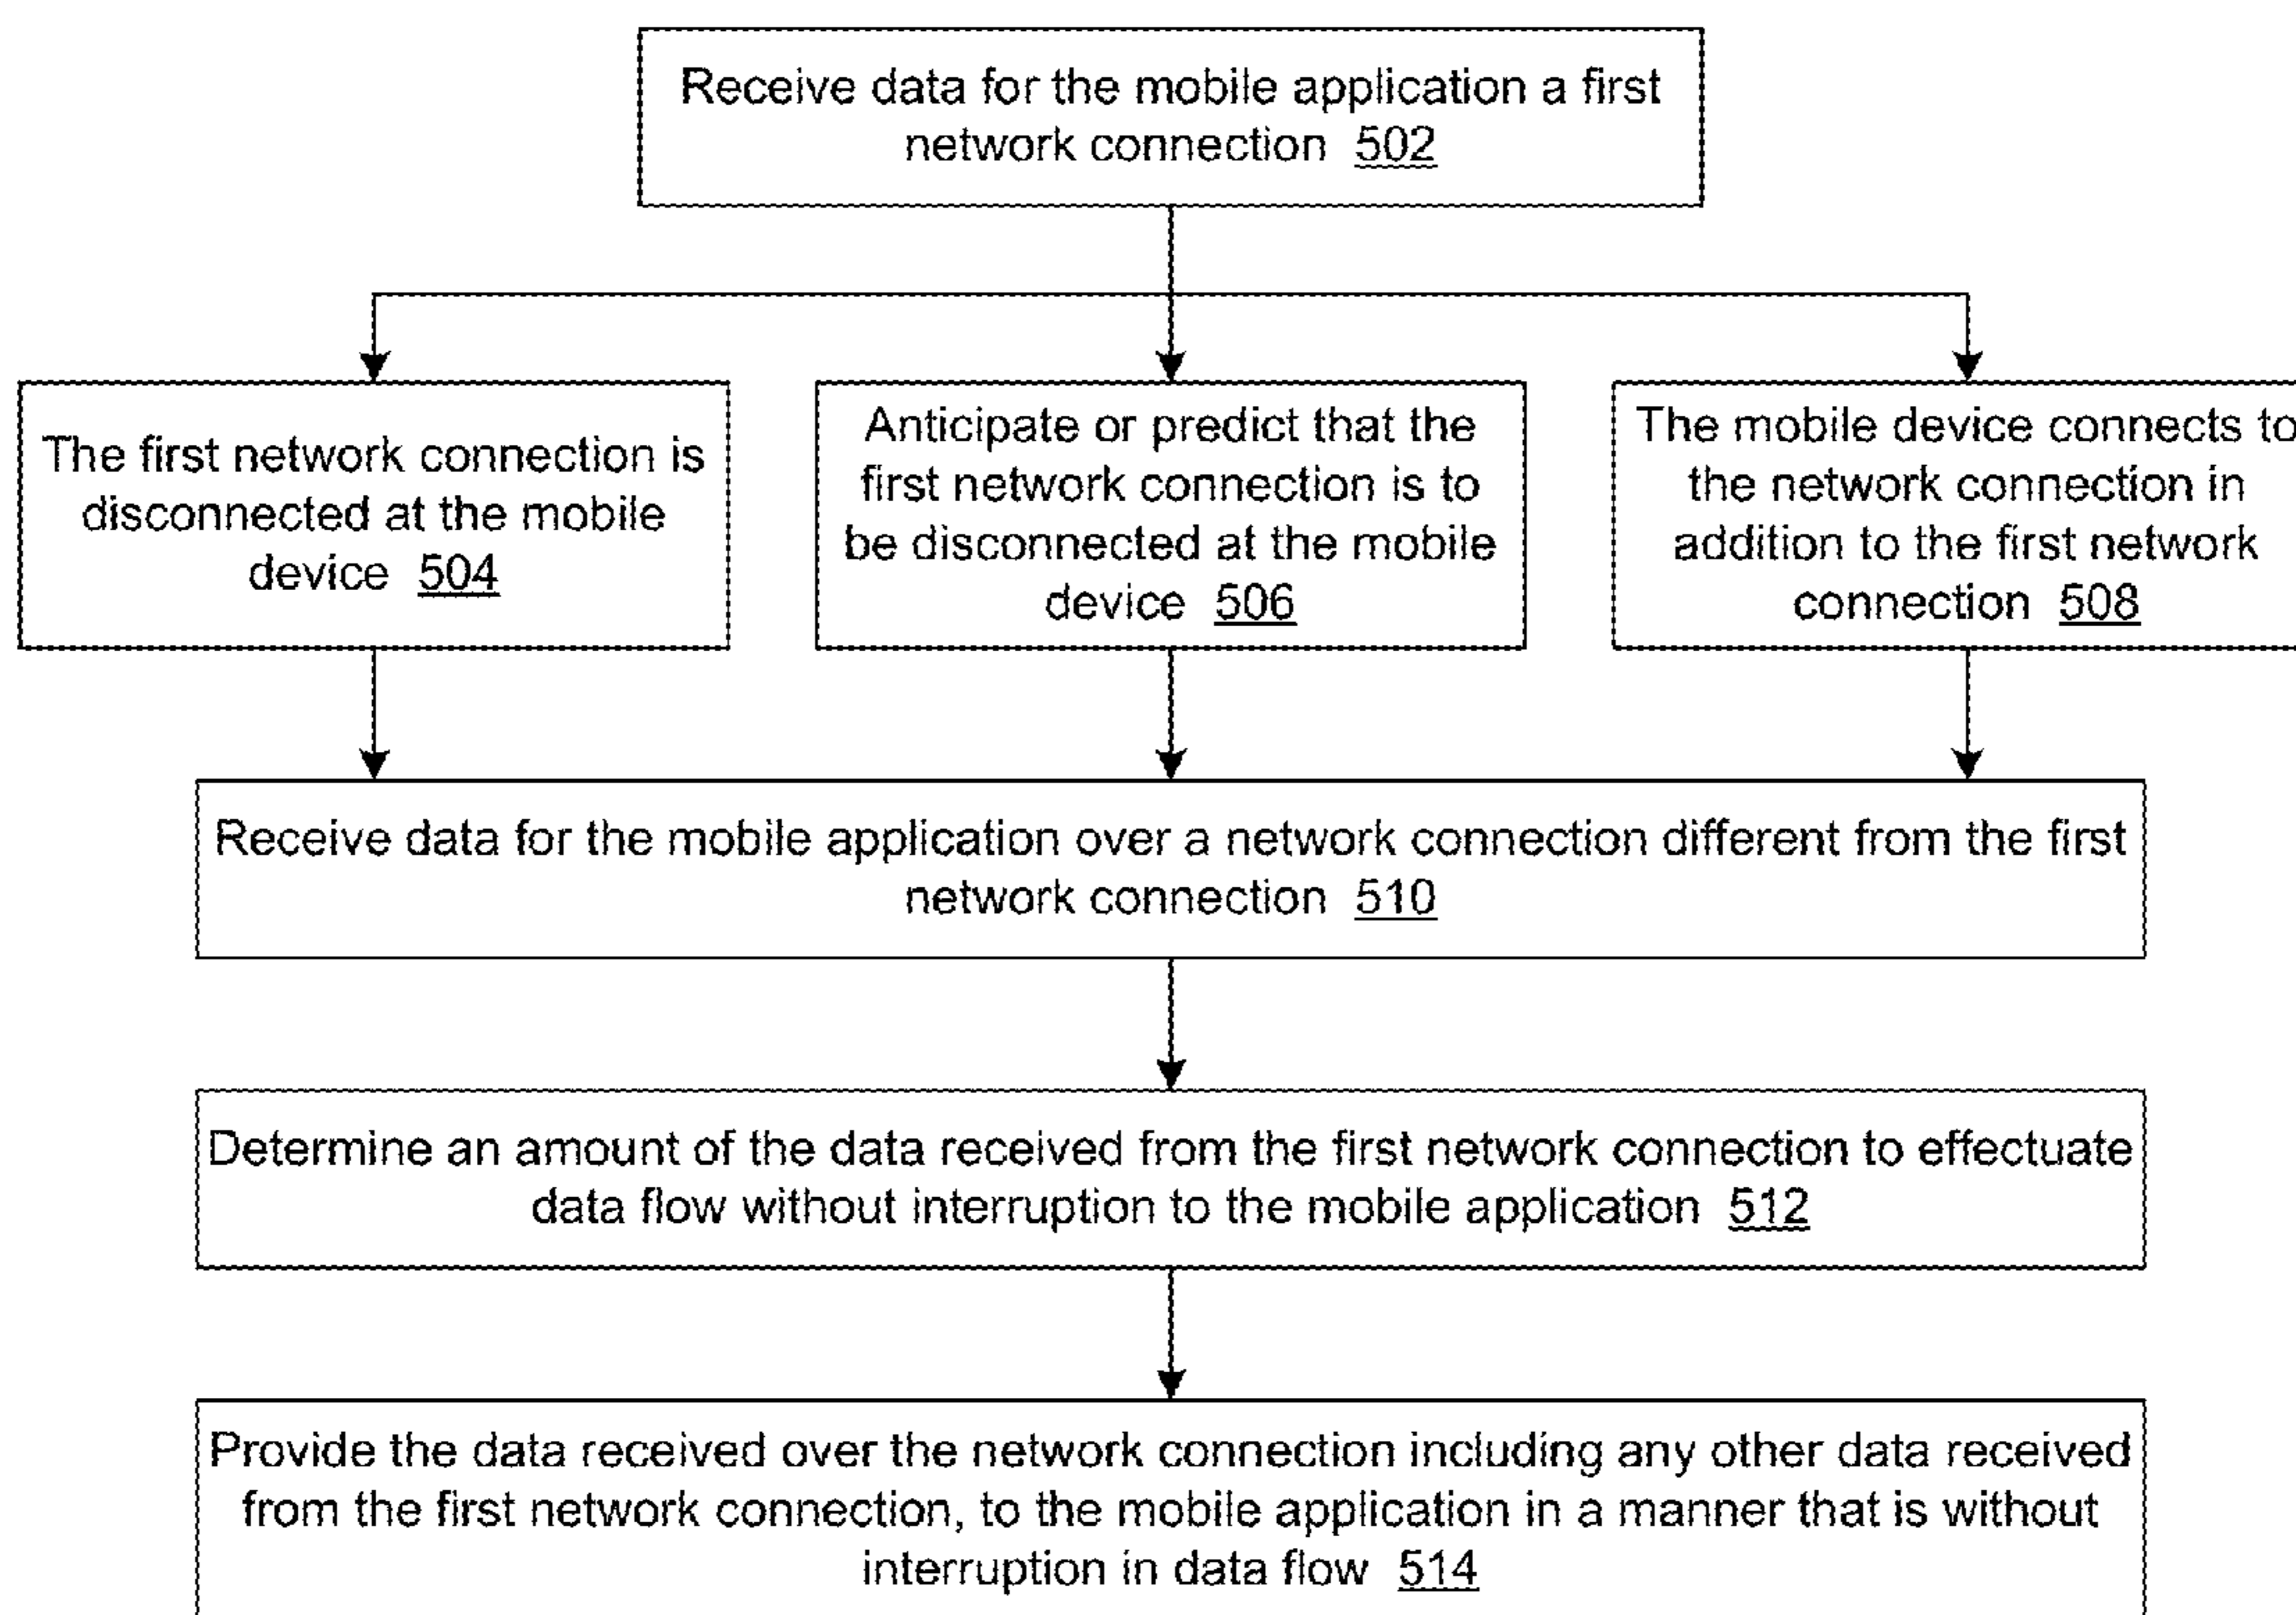 Receive data for the mobile application a first
network connection 502
The first network connection is
disconnected at the mobile
device 504
Anticipate or predict that the
first network connection is to
be disconnected at the mobile
device 506
The mobile device connects to
the network connection in
addition to the first network
connection 508
Receive data for the mobile application over a network connection different from the first
network connection 510
Determine an amount of the data received from the first network connection to effectuate
data flow without interruption to the mobile application 512
Provide the data received over the network connection including any other data received
from the first network connection, to the mobile application in a manner that is without
interruption in data flow 514